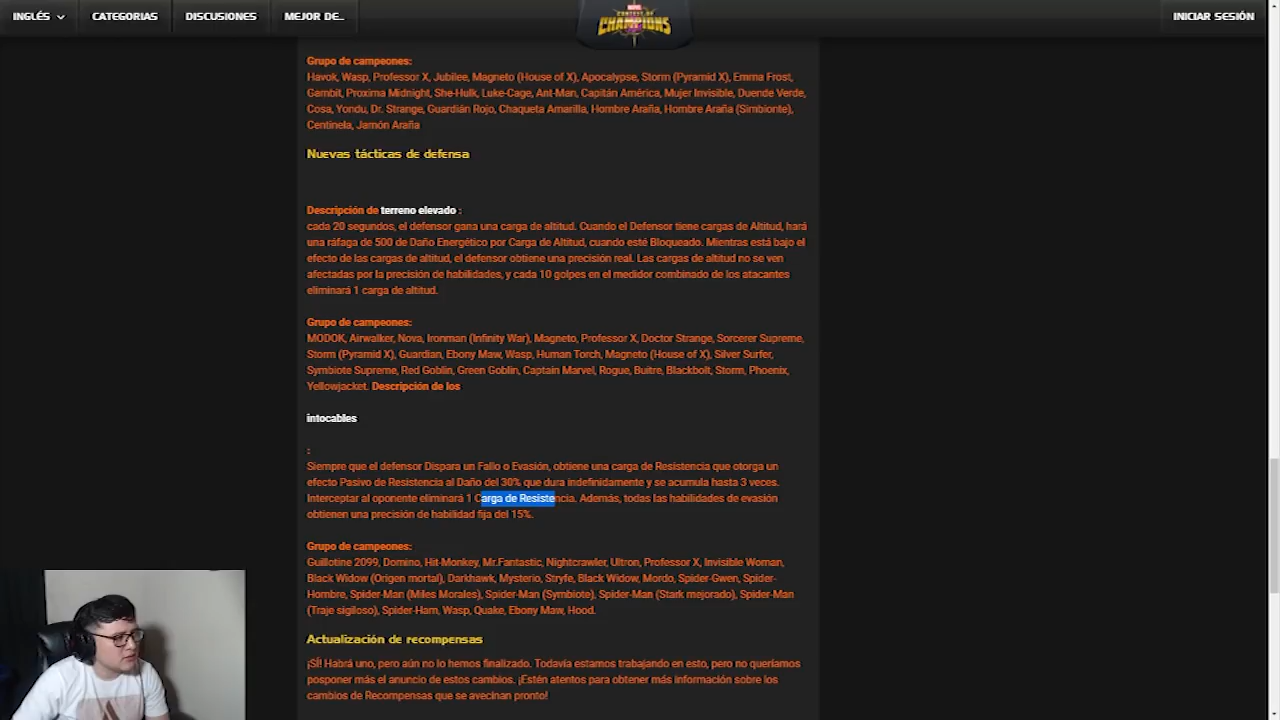 INGLÉS
CATEGORIAS
DISCUSIONES
MEJOR DE...
MARVEL
CONTEST OF
CHAMPIONS
INICIAR SESIÓN
Grupo de campeones:
Havok, Wasp, Professor X, Jubilee, Magneto (House of X), Apocalypse, Storm (Pyramid X), Emma Frost,
Gambit, Proxima Midnight, She-Hulk, Luke-Cage, Ant-Man, Capitán América, Mujer Invisible, Duende Verde,
Cosa, Yondu, Dr. Strange, Guardián Rojo, Chaqueta Amarilla, Hombre Araña, Hombre Araña (Simbionte),
Centinela, Jamón Araña
Nuevas tácticas de defensa
Descripción de terreno elevado :
cada 20 segundos, el defensor gana una carga de altitud. Cuando el Defensor tiene cargas de Altitud, hará
una ráfaga de 500 de Daño Energético por Carga de Altitud, cuando esté Bloqueado. Mientras está bajo el
efecto de las cargas de altitud, el defensor obtiene una precisión real. Las cargas de altitud no se ven
afectadas por la precisión de habilidades, y cada 10 golpes en el medidor combinado de los atacantes
eliminará 1 carga de altitud.
Grupo de campeones:
MODOK, Airwalker, Nova, Ironman (Infinity War), Magneto, Professor X, Doctor Strange, Sorcerer Supreme,
Storm (Pyramid X), Guardian, Ebony Maw, Wasp, Human Torch, Magneto (House of X), Silver Surfer,
Symbiote Supreme, Red Goblin, Green Goblin, Captain Marvel, Rogue, Buitre, Blackbolt, Storm, Phoenix,
Yellowjacket. Descripción de los
intocables
:
Siempre que el defensor Dispara un Fallo o Evasión, obtiene una carga de Resistencia que otorga un
efecto Pasivo de Resistencia al Daño del 30% que dura indefinidamente y se acumula hasta 3 veces.
Interceptar al oponente eliminará 1 Carga de Resistencia. Además, todas las habilidades de evasión
obtienen una precisión de habilidad fija del 15%.
Grupo de campeones:
Guillotine 2099, Domino, Hit-Monkey, Mr.Fantastic, Nightcrawler, Ultron, Professor X, Invisible Woman,
Black Widow (Origen mortal), Darkhawk, Mysterio, Stryfe, Black Widow, Mordo, Spider-Gwen, Spider-
Hombre, Spider-Man (Miles Morales), Spider-Man (Symbiote), Spider-Man (Stark mejorado), Spider-Man
(Traje sigiloso), Spider-Ham, Wasp, Quake, Ebony Maw, Hood.
Actualización de recompensas
¡SÍ! Habrá uno, pero aún no lo hemos finalizado. Todavía estamos trabajando en esto, pero no queríamos
posponer más el anuncio de estos cambios. ¡Estén atentos para obtener más información sobre los
cambios de Recompensas que se avecinan pronto!